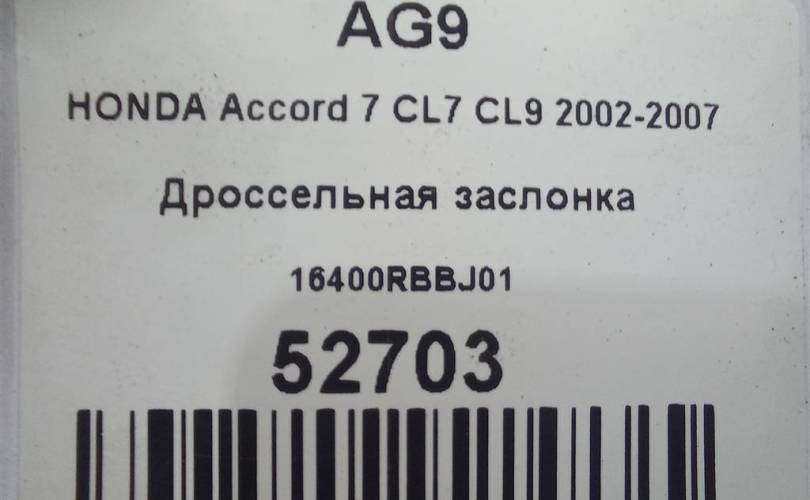 AG9
HONDA Accord 7 CL7 CL9 2002-2007
Дроссельная заслонка
16400RBBJ01
52703